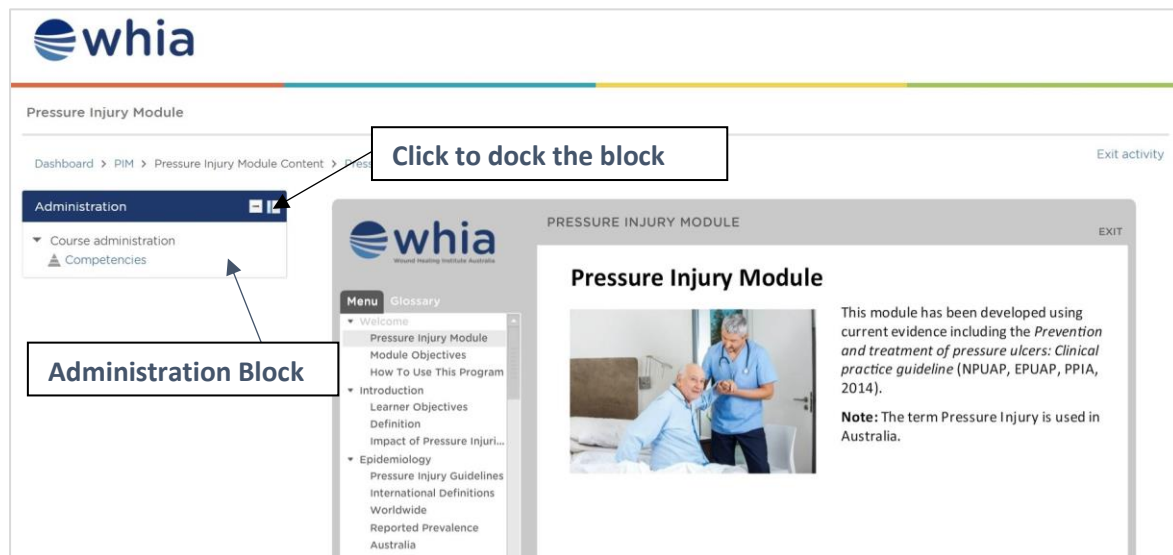 whia
Pressure Injury Module
Click to dock the block
Dashboard > PIM > Pressure Injury Module Content > Press
Exit activity
Administration
Course administration
Competencies
Administration Block
whia
Wound Healing Institute Australia
PRESSURE INJURY MODULE
EXIT
Menu Glossary
Welcome
Pressure Injury Module
Module Objectives
How To Use This Program
Introduction
Learner Objectives
Definition
Impact of Pressure Injuri...
Epidemiology
Pressure Injury Guidelines
International Definitions
Worldwide
Reported Prevalence
Australia
Pressure Injury Module
This module has been developed using
current evidence including the Prevention
and treatment of pressure ulcers: Clinical
practice guideline (NPUAP, EPUAP, PPIA,
2014).
Note: The term Pressure Injury is used in
Australia.